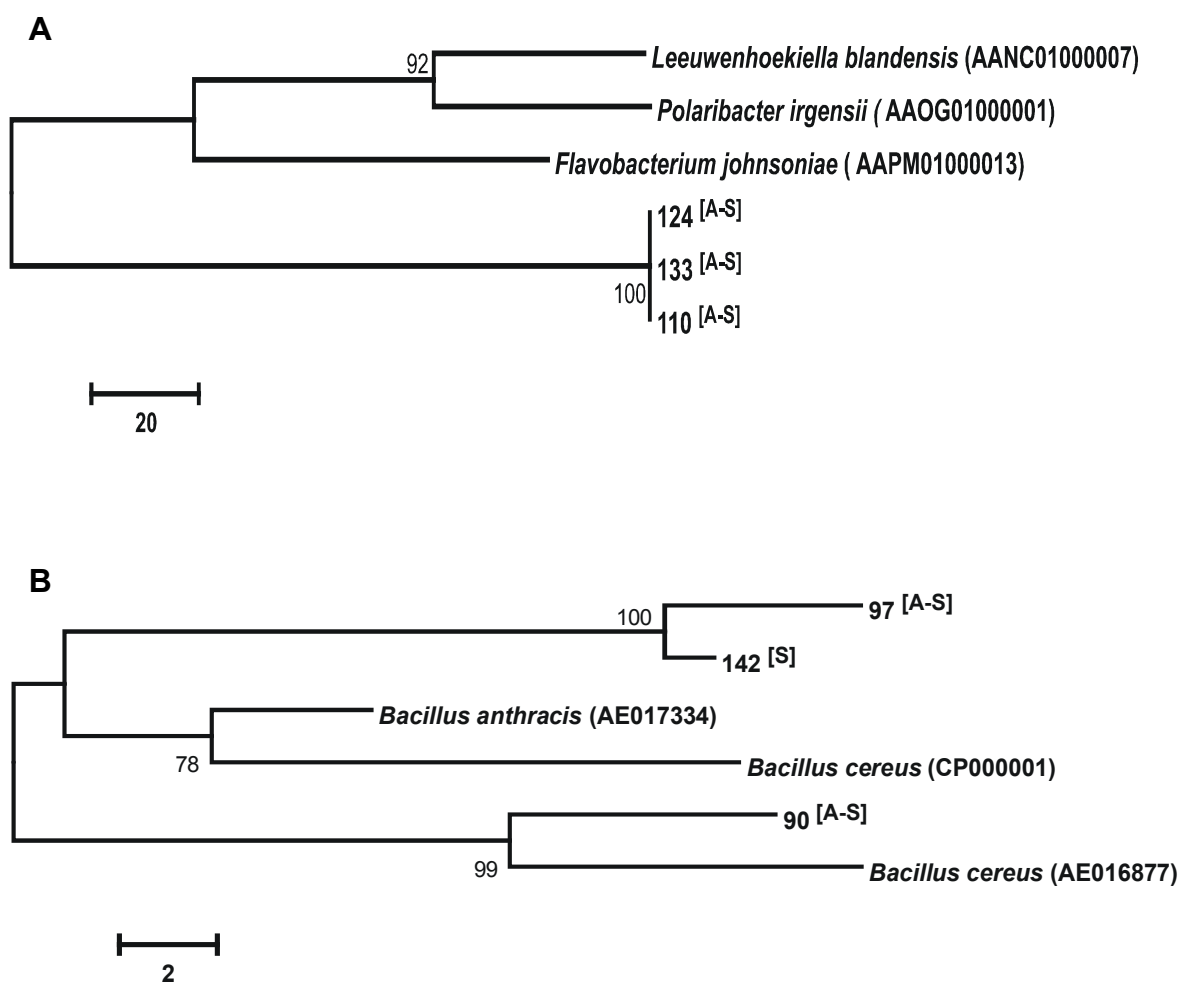 A
92
Leeuwenhoekiella blandensis (AANC01000007)
Polaribacter irgensii ( AAOG01000001)
Flavobacterium johnsoniae ( AAPM01000013)
124 [A-S]
133 [A-S]
100
110 [A-S]
20
B
100
97 [A-S]
142 [S]
Bacillus anthracis (AE017334)
78
Bacillus cereus (CP000001)
90 [A-S]
99
Bacillus cereus (AE016877)
2